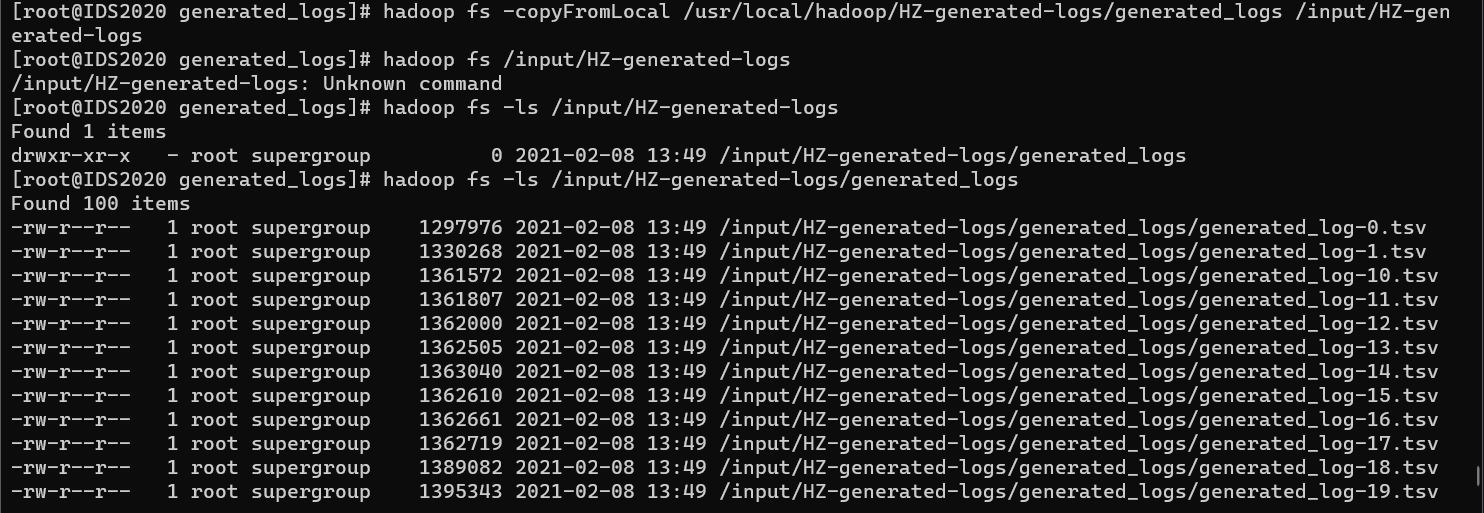 [root@IDS2020 generated_logs]# hadoop fs -copyFromLocal /usr/local/hadoop/HZ-generated-logs/generated_logs /input/HZ-gen
erated-logs
[root@IDS2020 generated_logs]# hadoop fs /input/HZ-generated-logs
/input/HZ-generated-logs: Unknown command
[root@IDS2020 generated_logs]# hadoop fs -ls /input/HZ-generated-logs
Found 1 items
drwxr-xr-x   - root supergroup          0 2021-02-08 13:49 /input/HZ-generated-logs/generated_logs
[root@IDS2020 generated_logs]# hadoop fs -ls /input/HZ-generated-logs/generated_logs
Found 100 items
-rw-r--r--   1 root supergroup    1297976 2021-02-08 13:49 /input/HZ-generated-logs/generated_logs/generated_log-0.tsv
-rw-r--r--   1 root supergroup    1330268 2021-02-08 13:49 /input/HZ-generated-logs/generated_logs/generated_log-1.tsv
-rw-r--r--   1 root supergroup    1361572 2021-02-08 13:49 /input/HZ-generated-logs/generated_logs/generated_log-10.tsv
-rw-r--r--   1 root supergroup    1361807 2021-02-08 13:49 /input/HZ-generated-logs/generated_logs/generated_log-11.tsv
-rw-r--r--   1 root supergroup    1362000 2021-02-08 13:49 /input/HZ-generated-logs/generated_logs/generated_log-12.tsv
-rw-r--r--   1 root supergroup    1362505 2021-02-08 13:49 /input/HZ-generated-logs/generated_logs/generated_log-13.tsv
-rw-r--r--   1 root supergroup    1363040 2021-02-08 13:49 /input/HZ-generated-logs/generated_logs/generated_log-14.tsv
-rw-r--r--   1 root supergroup    1362610 2021-02-08 13:49 /input/HZ-generated-logs/generated_logs/generated_log-15.tsv
-rw-r--r--   1 root supergroup    1362661 2021-02-08 13:49 /input/HZ-generated-logs/generated_logs/generated_log-16.tsv
-rw-r--r--   1 root supergroup    1362719 2021-02-08 13:49 /input/HZ-generated-logs/generated_logs/generated_log-17.tsv
-rw-r--r--   1 root supergroup    1389082 2021-02-08 13:49 /input/HZ-generated-logs/generated_logs/generated_log-18.tsv
-rw-r--r--   1 root supergroup    1395343 2021-02-08 13:49 /input/HZ-generated-logs/generated_logs/generated_log-19.tsv